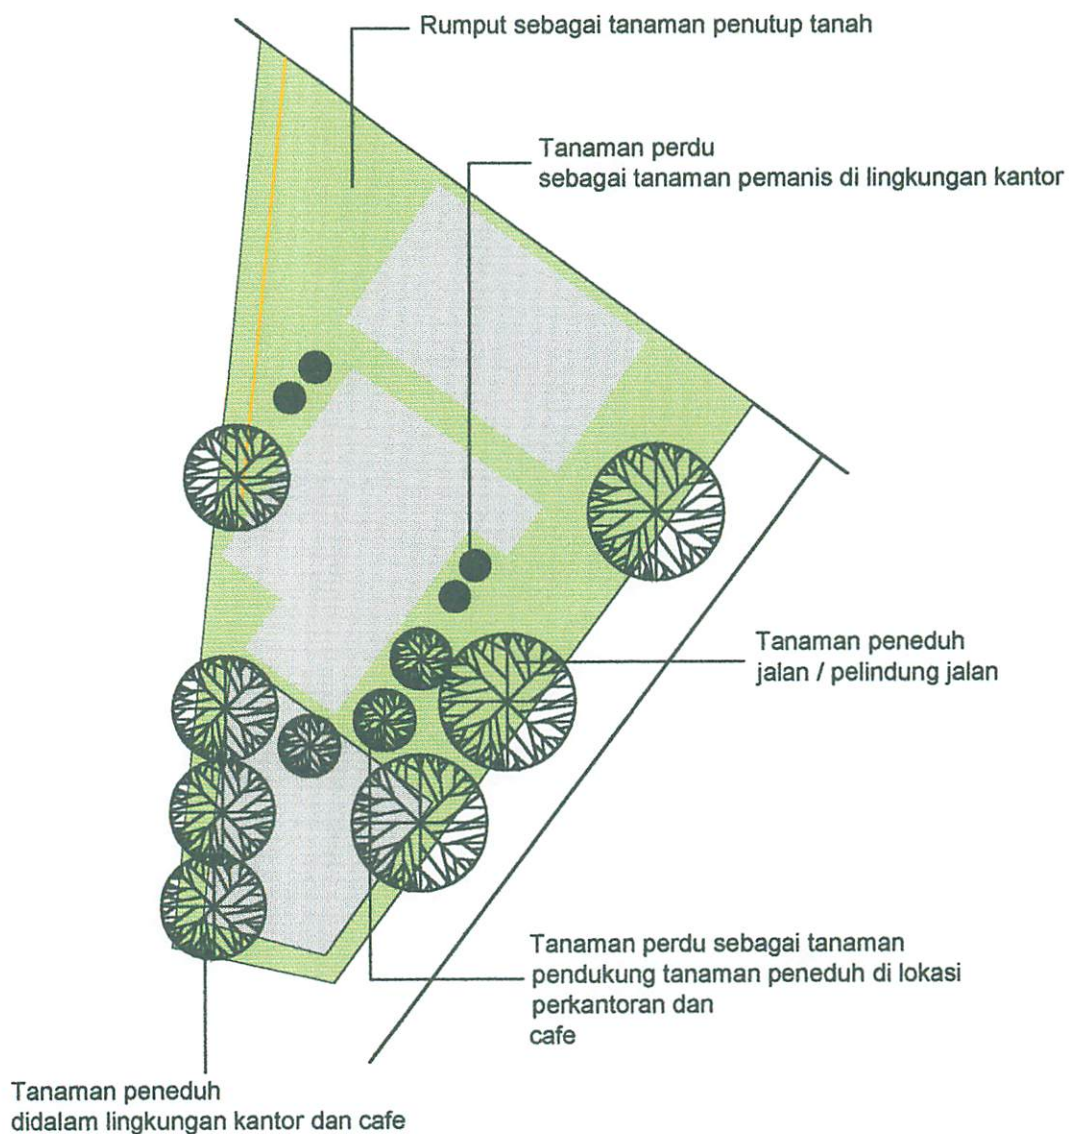 Rumput sebagai tanaman penutup tanah
Tanaman perdu
sebagai tanaman pemanis di lingkungan kantor
Tanaman peneduh
jalan / pelindung jalan
Tanaman perdu sebagai tanaman
pendukung tanaman peneduh di lokasi
perkantoran dan
cafe
Tanaman peneduh
didalam lingkungan kantor dan cafe